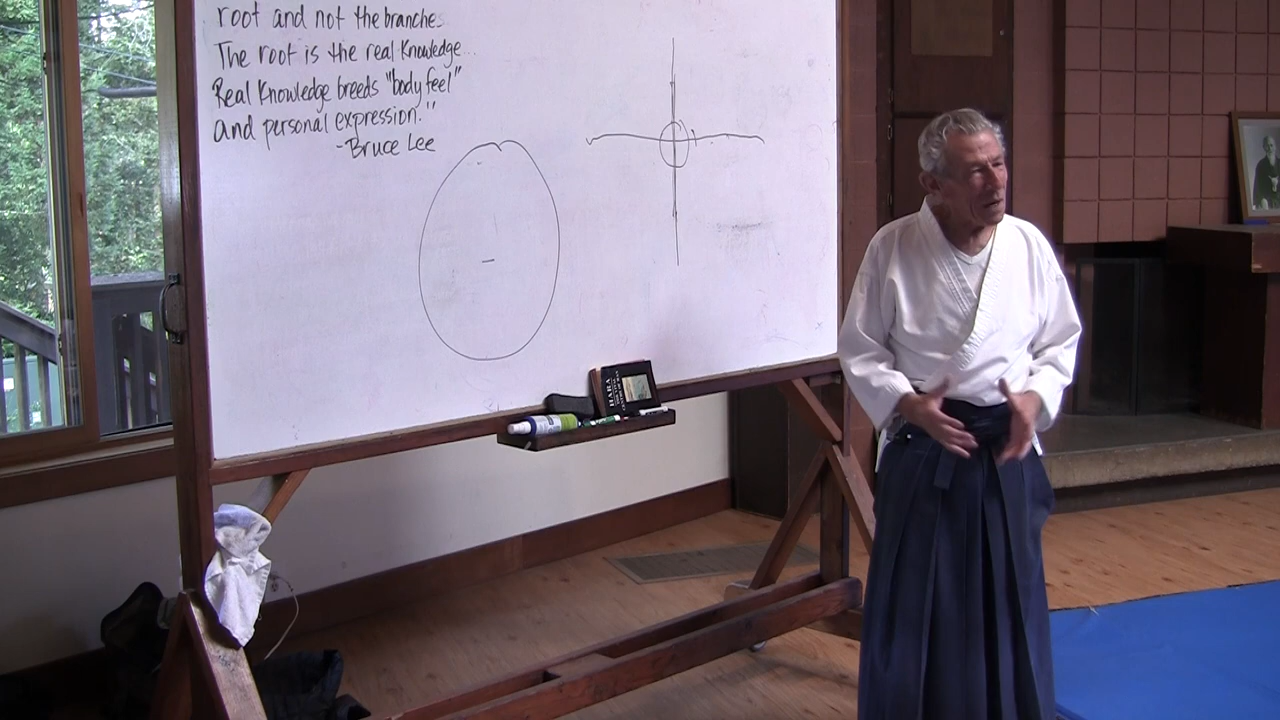 root and not the branches.
The root is the real Knowledge...
Real Knowledge breeds "body feel"
and personal expression."
-Bruce Lee
HARA